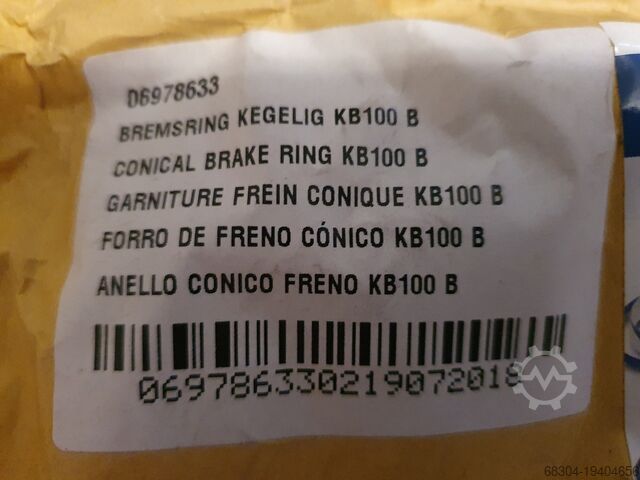 06978633
BREMSRING KEGELIG KB100 B
CONICAL BRAKE RING KB100 B
GARNITURE FREIN CONIQUE KB100 B
FORRO DE FRENO CÓNICO KB100 B
ANELLO CONICO FRENO KB100 B
069786330219072018
68304-19404656